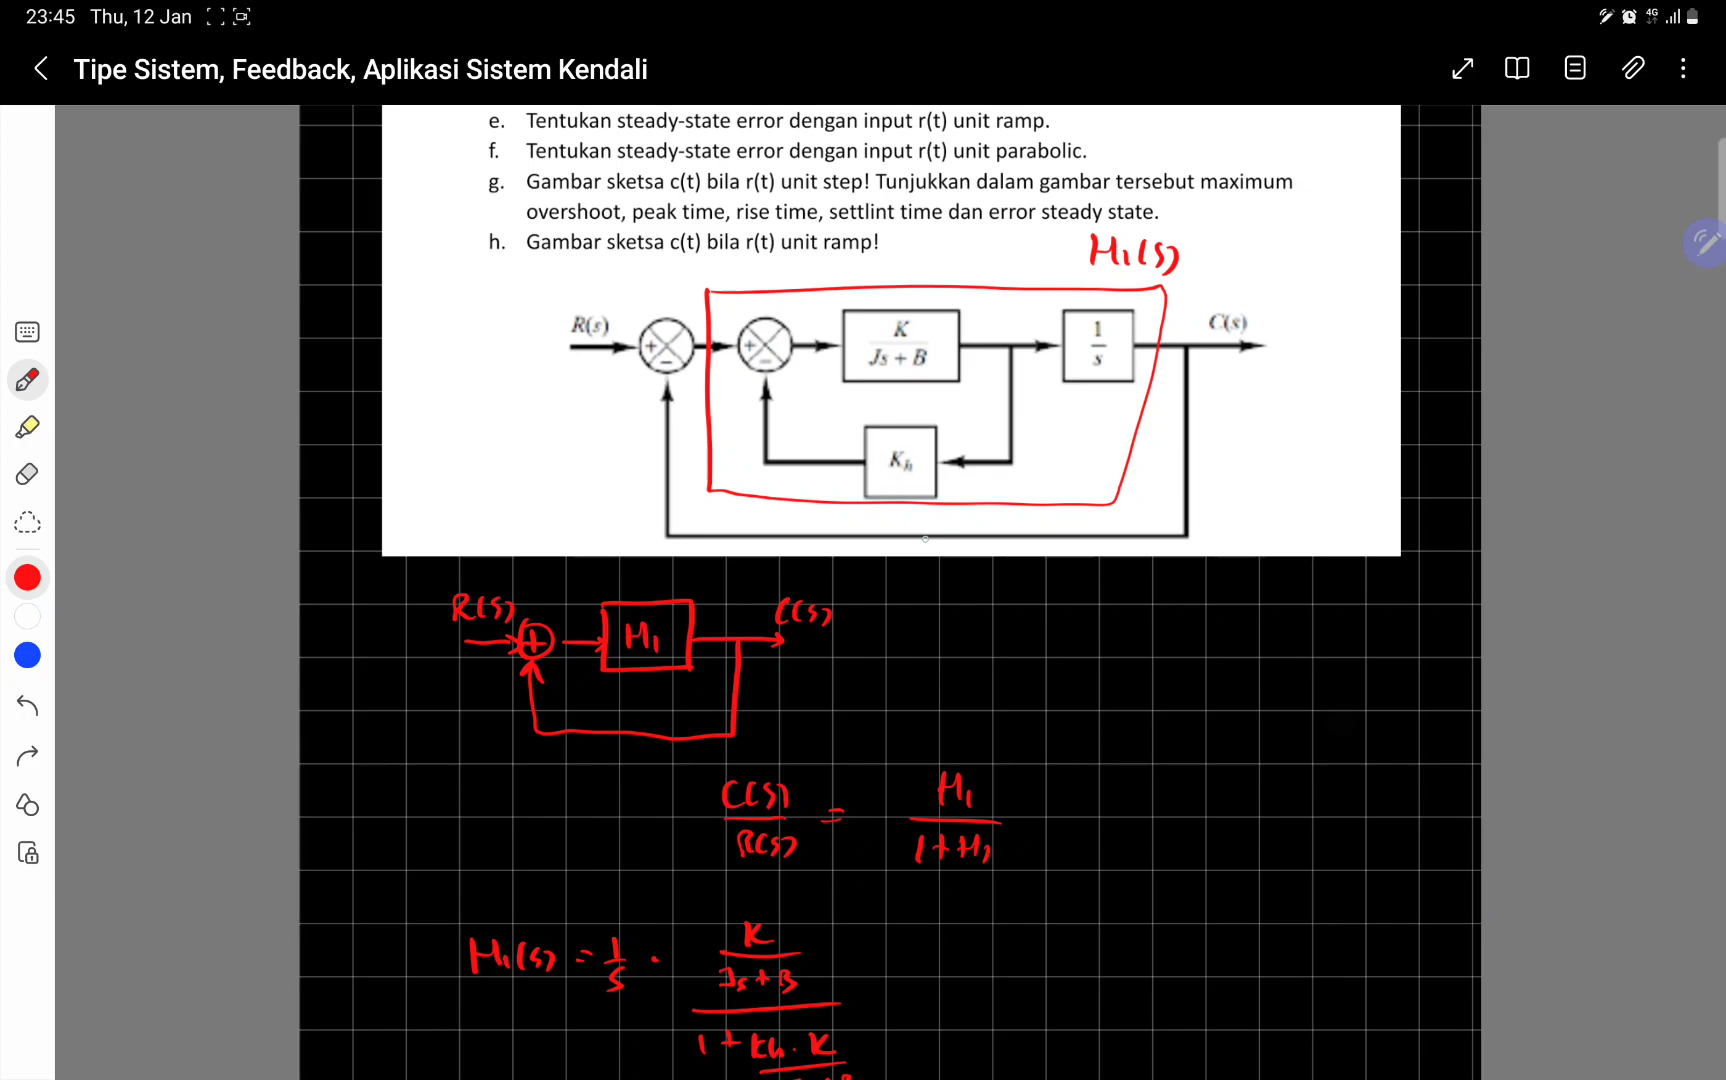 23:45 Thu, 12 Jan
4G
Tipe Sistem, Feedback, Aplikasi Sistem Kendali
e. Tentukan steady-state error dengan input r(t) unit ramp.
f. Tentukan steady-state error dengan input r(t) unit parabolic.
g. Gambar sketsa c(t) bila r(t) unit step! Tunjukkan dalam gambar tersebut maximum
overshoot, peak time, rise time, settlint time dan error steady state.
h. Gambar sketsa c(t) bila r(t) unit ramp!
H₁(s)
R(s) + − + − K / Js + B 1 / s C(s)
Kₕ
R(s) + H₁ C(s)
C(s) / R(s) = H₁ / 1 + H₁
H₁(s) = 1/s · K / Js + B
1 + Kh · K